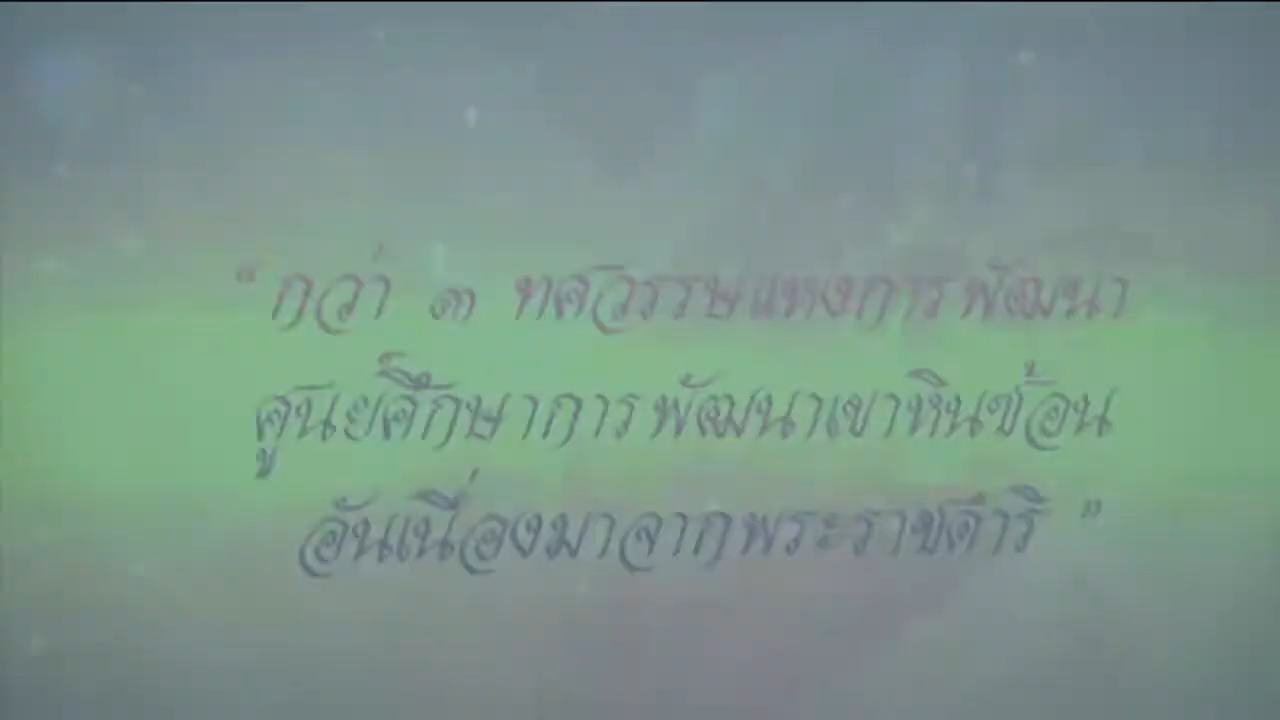 “ กว่า ๓ ทศวรรษแห่งการพัฒนา
ศูนย์ศึกษาการพัฒนาเขาหินซ้อน
อันเนื่องมาจากพระราชดำริ ”